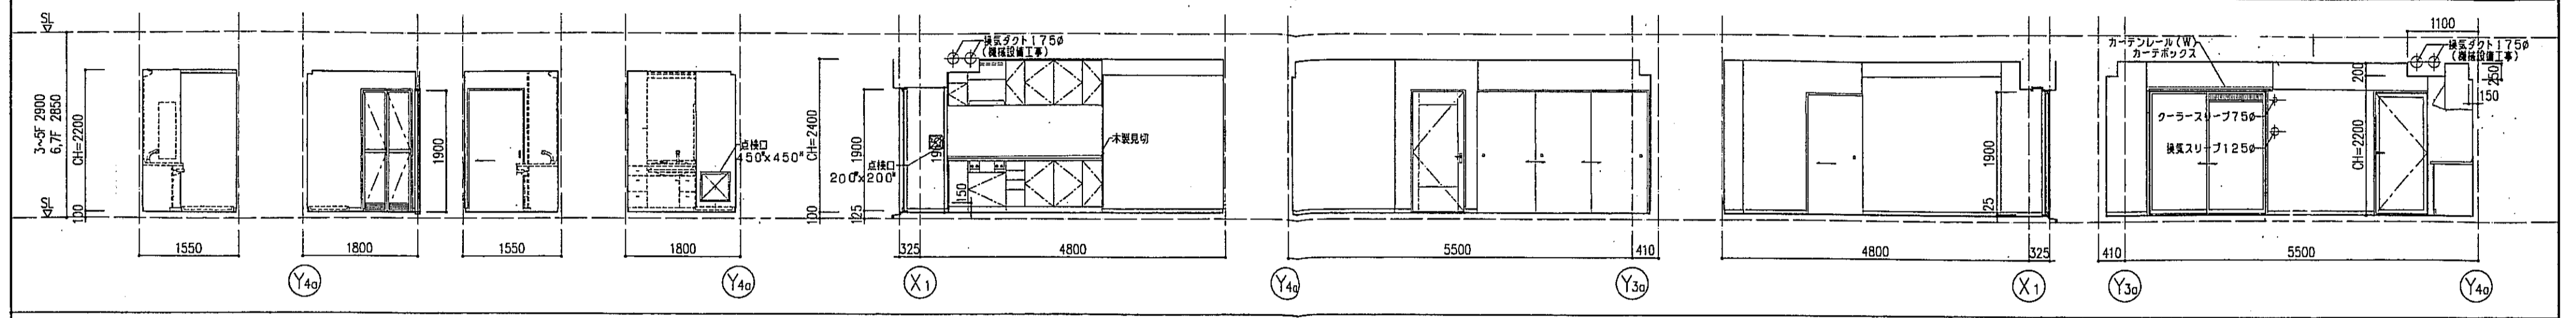 SL
3~5F 2900
6,7F 2850
CH=2200
100
SL
1550
1800
Y4a
1900
1550
点検口
450□x450□
1800
Y4a
CH=2400
100
1900
125
換気ダクト175φ
(機械設備工事)
点検口
200□x200□
150
木製見切
325
4800
X1
5500
410
Y4a
Y3a
1900
25
4800
325
X1
カーテンレール(W)
カーテボックス
1100
換気ダクト175φ
(機械設備工事)
200
250
150
クーラースリーブ75φ
換気スリーブ125φ
CH=2200
410
5500
Y3a
Y4a